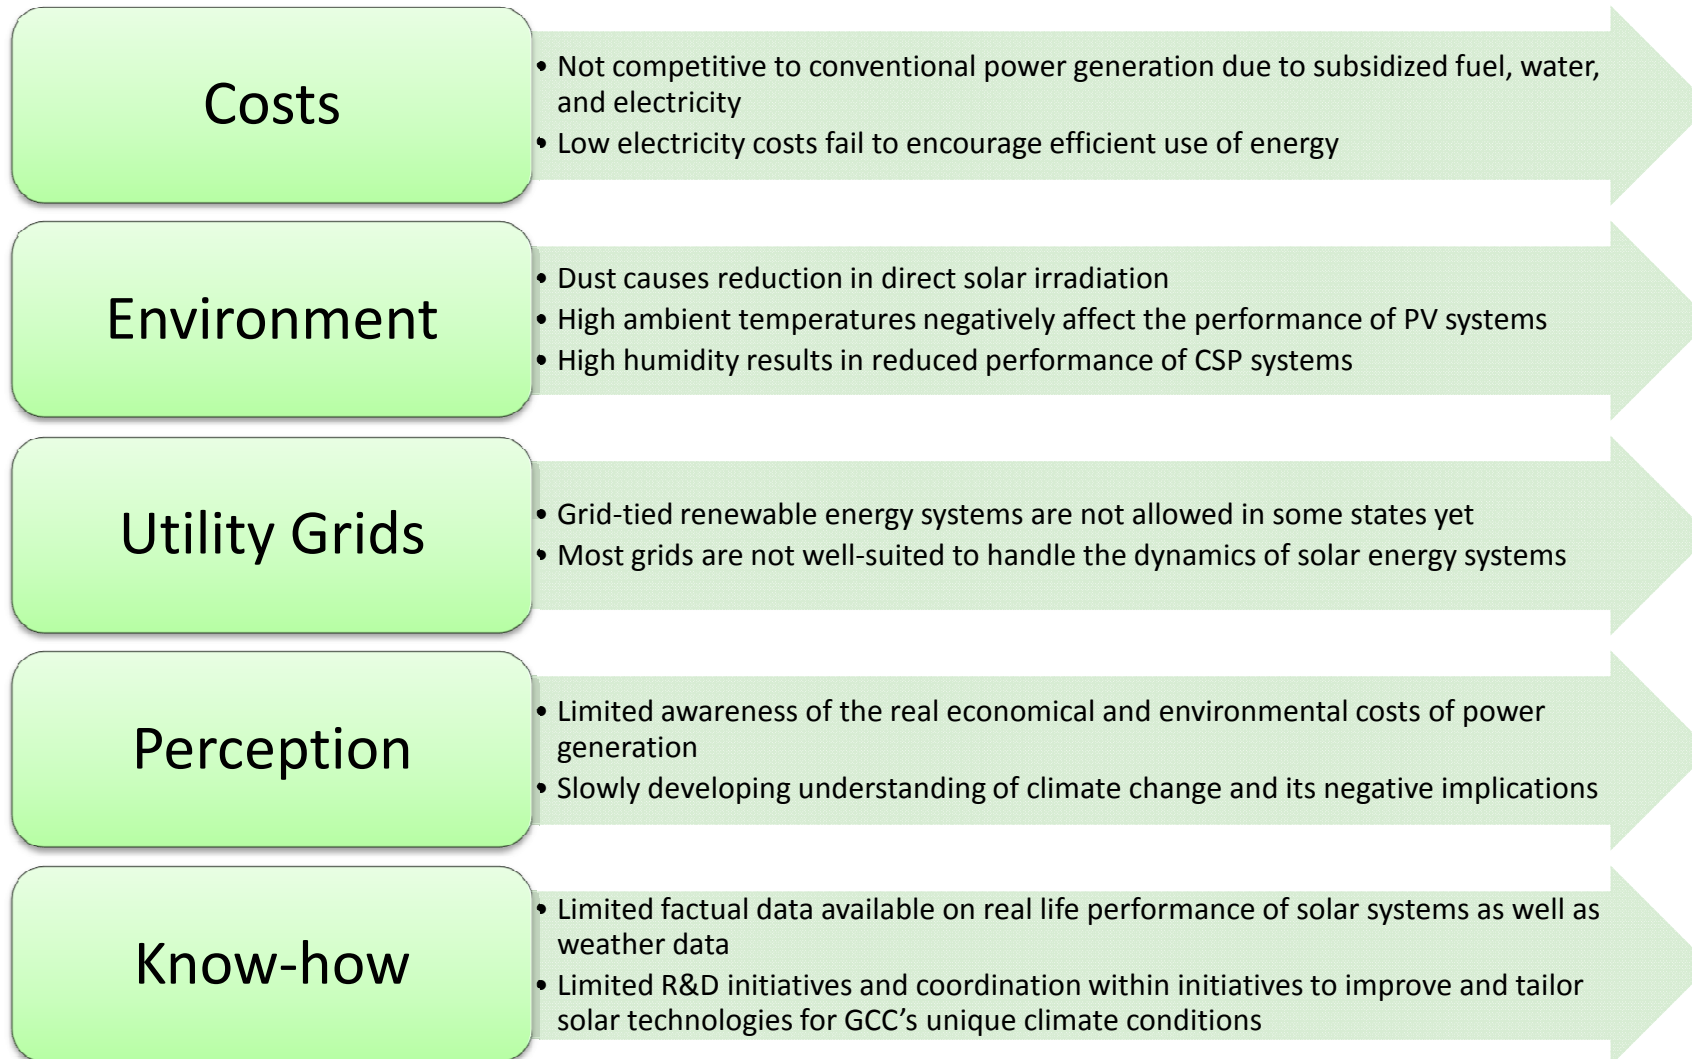 Costs
• Not competitive to conventional power generation due to subsidized fuel, water,
and electricity
• Low electricity costs fail to encourage efficient use of energy
Environment
• Dust causes reduction in direct solar irradiation
• High ambient temperatures negatively affect the performance of PV systems
• High humidity results in reduced performance of CSP systems
Utility Grids
• Grid-tied renewable energy systems are not allowed in some states yet
• Most grids are not well-suited to handle the dynamics of solar energy systems
Perception
• Limited awareness of the real economical and environmental costs of power
generation
• Slowly developing understanding of climate change and its negative implications
Know-how
• Limited factual data available on real life performance of solar systems as well as
weather data
• Limited R&D initiatives and coordination within initiatives to improve and tailor
solar technologies for GCC's unique climate conditions